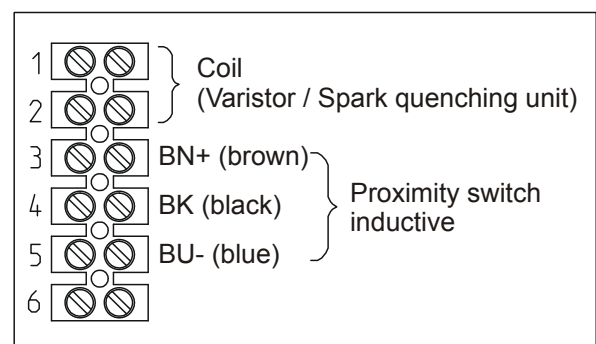 1
Coil
2
(Varistor / Spark quenching unit)
3 BN+ (brown)
4 BK (black)
Proximity switch
inductive
5 BU- (blue)
6